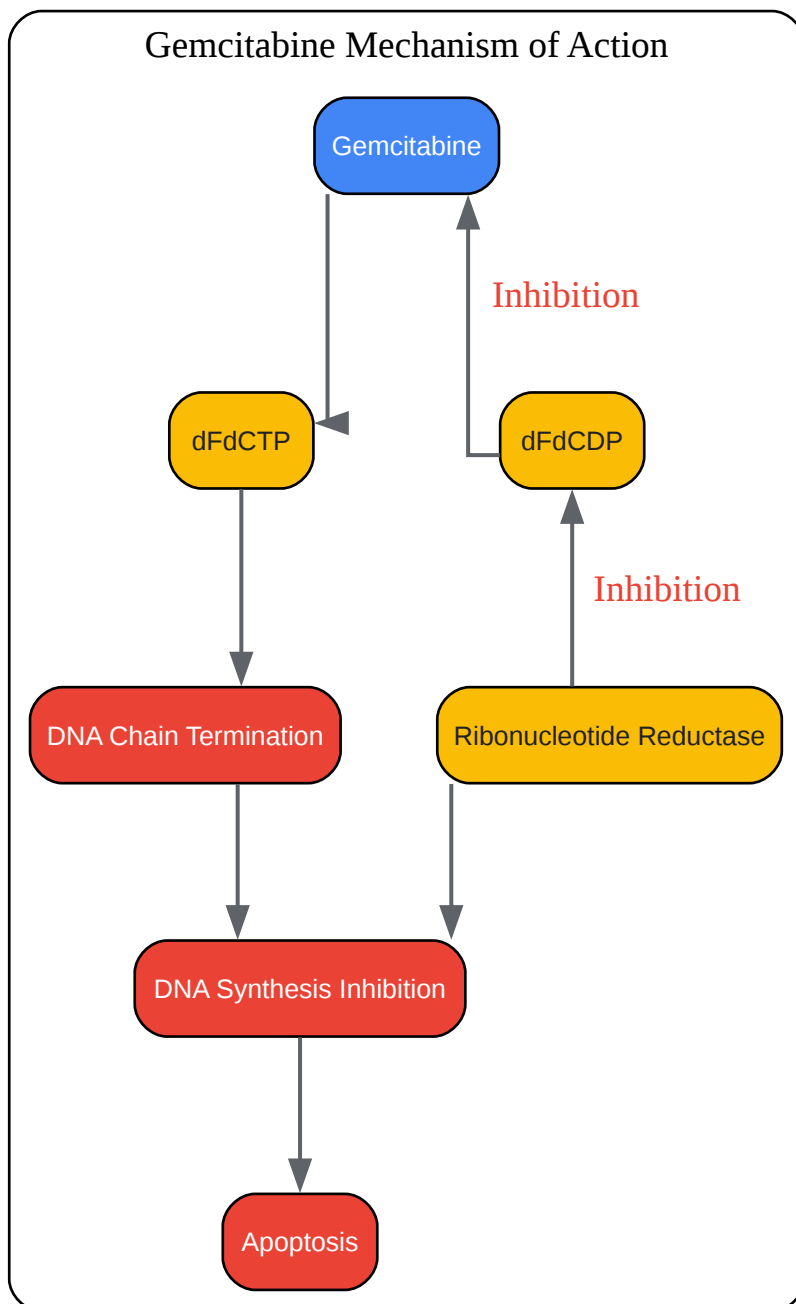 Gemcitabine Mechanism of Action
Gemcitabine
Inhibition
dFdCTP
dFdCDP
Inhibition
DNA Chain Termination
Ribonucleotide Reductase
DNA Synthesis Inhibition
Apoptosis